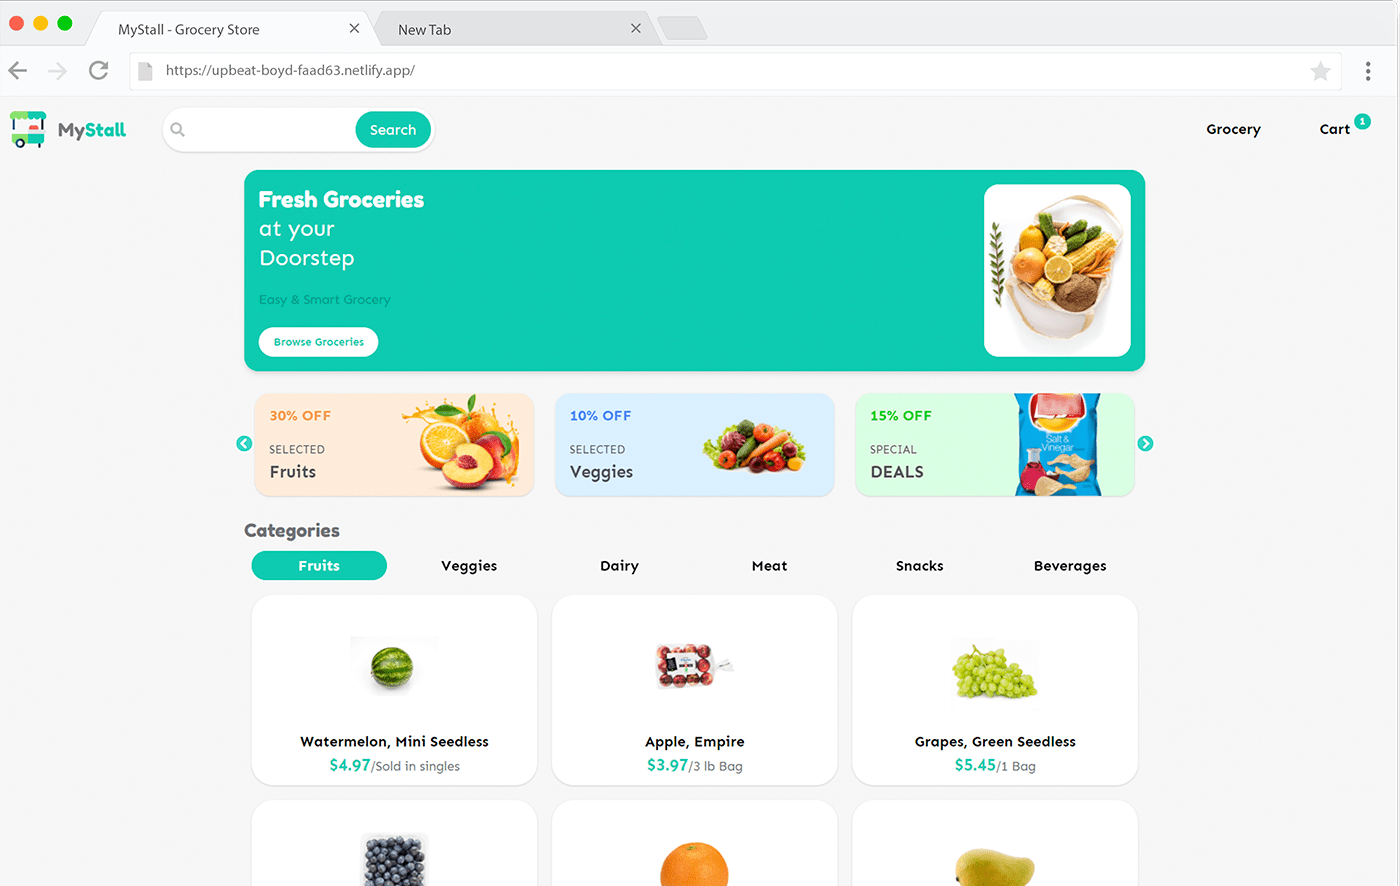 MyStall - Grocery Store
New Tab
https://upbeat-boyd-faad63.netlify.app/
MyStall
Search
Grocery
Cart
1
Fresh Groceries
at your
Doorstep
Easy & Smart Grocery
Browse Groceries
30% OFF
SELECTED
Fruits
10% OFF
SELECTED
Veggies
15% OFF
SPECIAL
DEALS
Salt &
Vinegar
Categories
Fruits
Veggies
Dairy
Meat
Snacks
Beverages
Watermelon, Mini Seedless
$4.97/Sold in singles
Apple, Empire
$3.97/3 lb Bag
Grapes, Green Seedless
$5.45/1 Bag